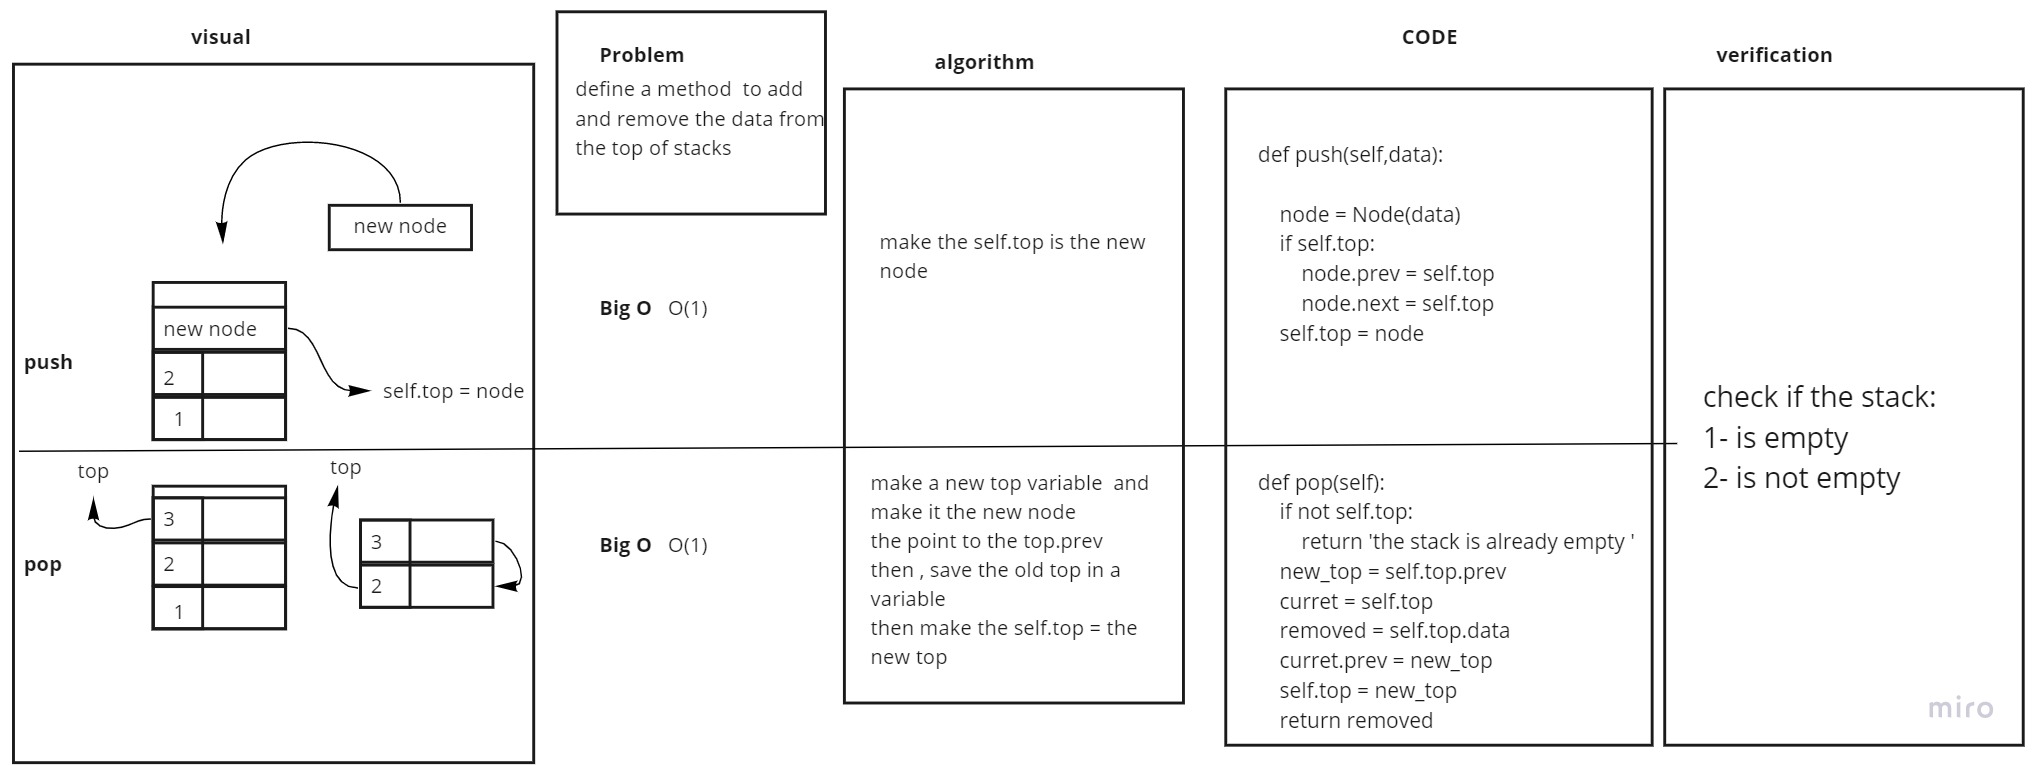 visual
new node
new node
push
2
self.top = node
1
top
top
3
3
2
pop
2
1
Problem
define a method  to add
and remove the data from
the top of stacks
Big O   O(1)
Big O   O(1)
algorithm
make the self.top is the new
node
make a new top variable  and
make it the new node
the point to the top.prev
then , save the old top in a
variable
then make the self.top = the
new top
CODE
def push(self,data):
node = Node(data)
if self.top:
node.prev = self.top
node.next = self.top
self.top = node
def pop(self):
if not self.top:
return 'the stack is already empty '
new_top = self.top.prev
curret = self.top
removed = self.top.data
curret.prev = new_top
self.top = new_top
return removed
verification
check if the stack:
1- is empty
2- is not empty
miro